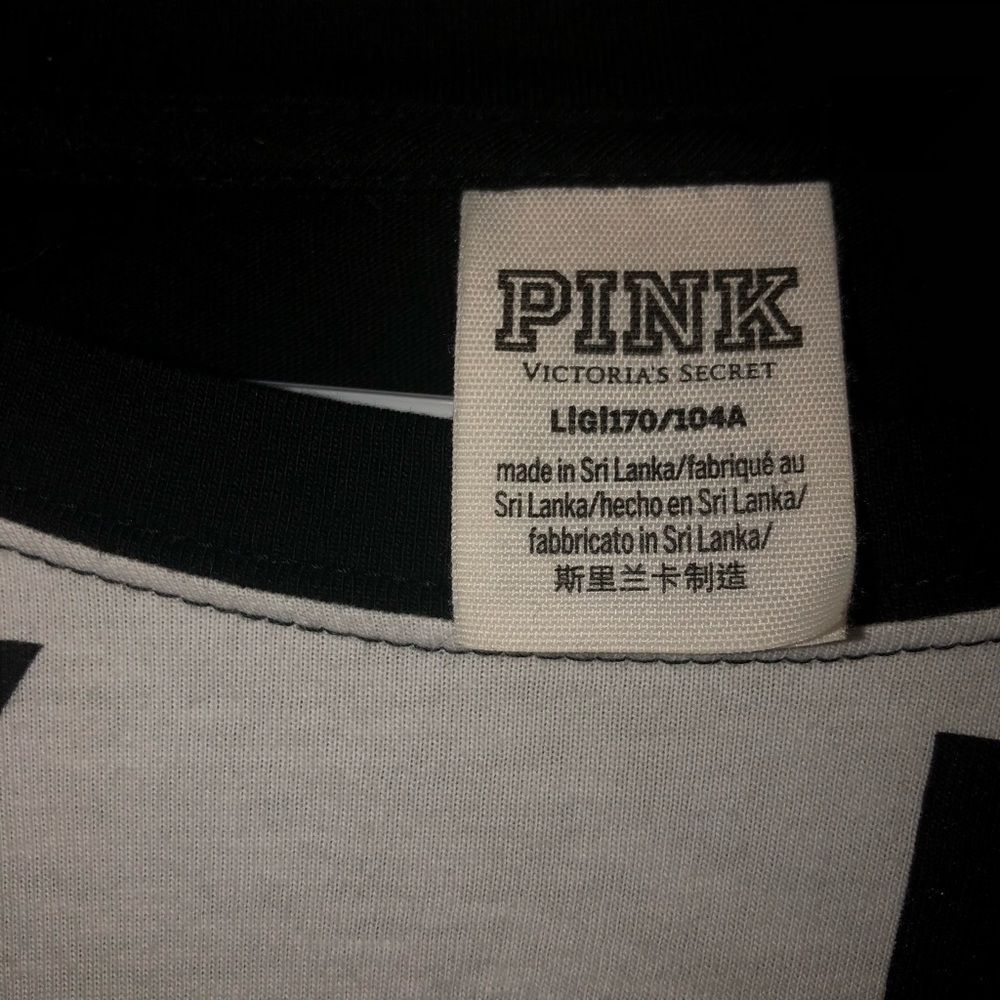 PINK
VICTORIA'S SECRET
L|G|170/104A
made in Sri Lanka/fabriqué au
Sri Lanka/hecho en Sri Lanka/
fabbricato in Sri Lanka/
斯里兰卡制造